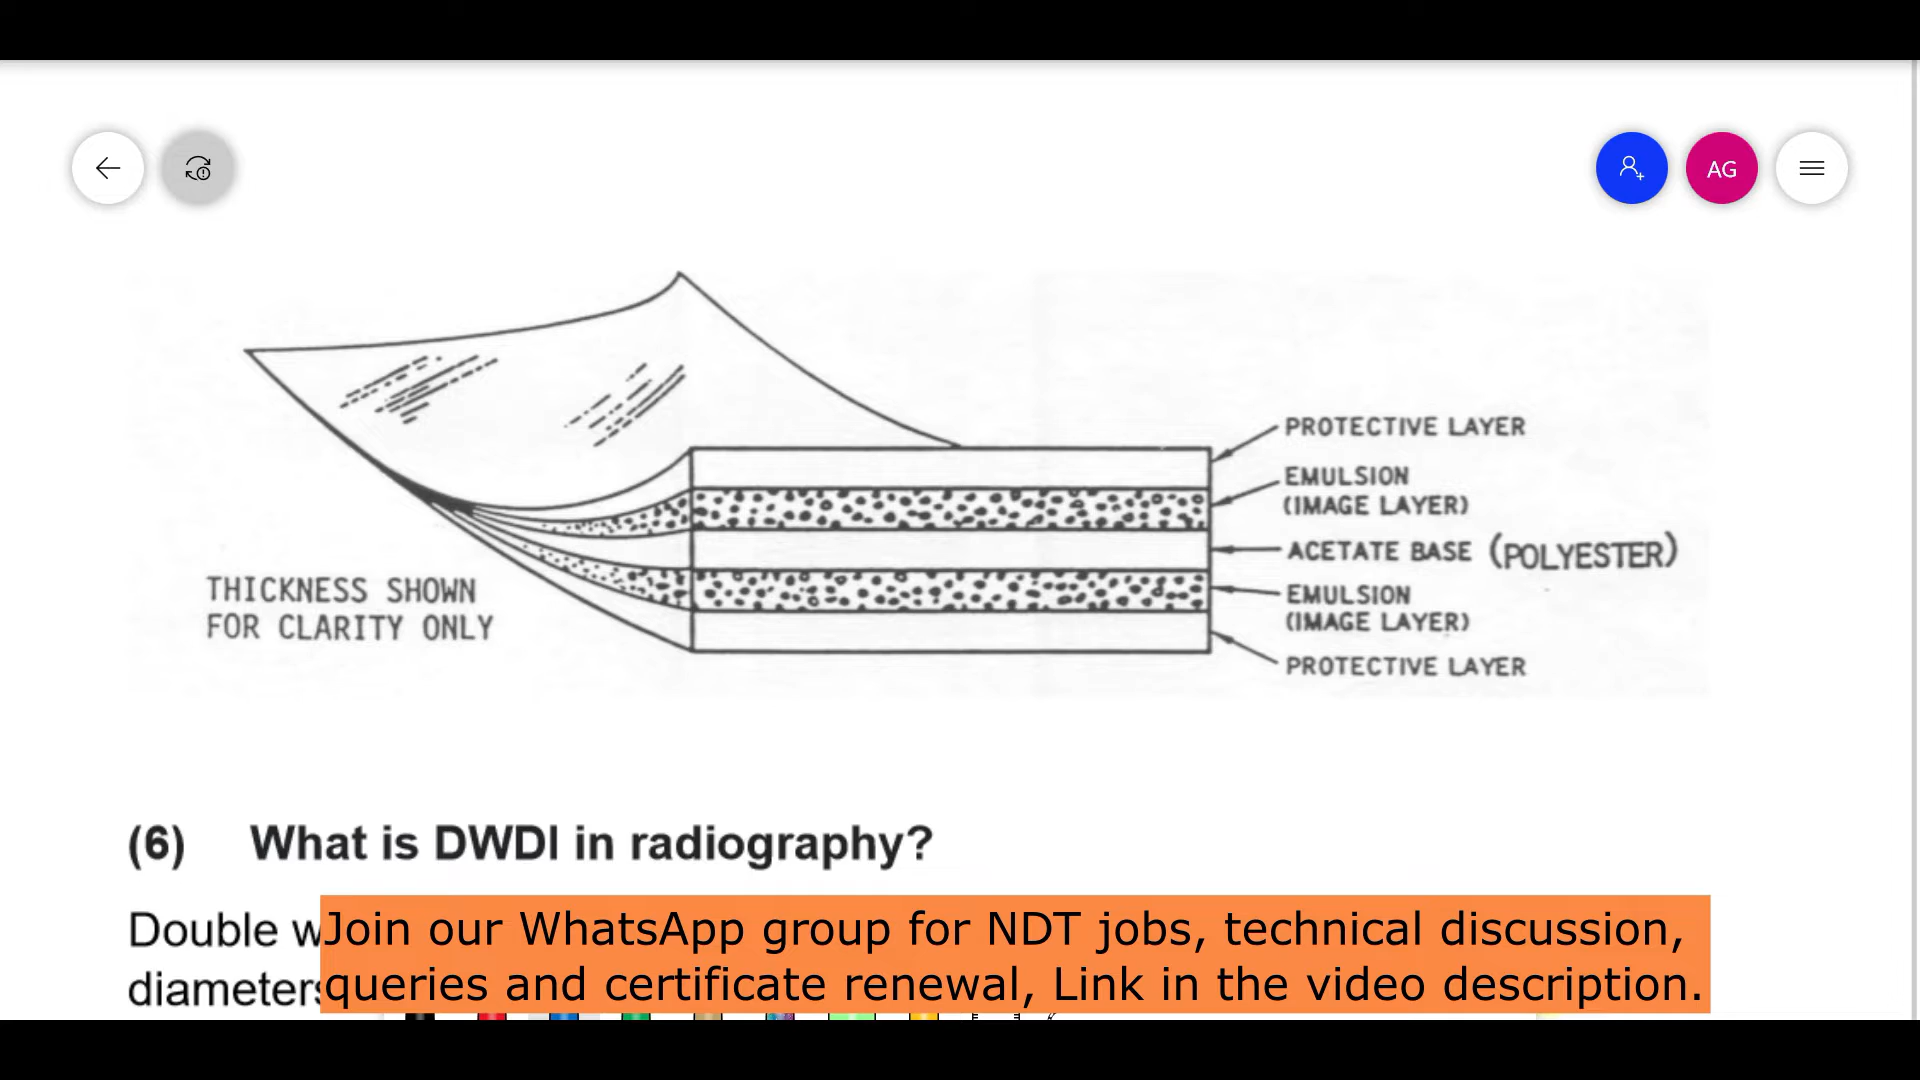 AG
PROTECTIVE LAYER
EMULSION
(IMAGE LAYER)
ACETATE BASE (POLYESTER)
EMULSION
(IMAGE LAYER)
PROTECTIVE LAYER
THICKNESS SHOWN
FOR CLARITY ONLY
(6) What is DWDI in radiography?
Double
diameters
Join our WhatsApp group for NDT jobs, technical discussion,
queries and certificate renewal, Link in the video description.